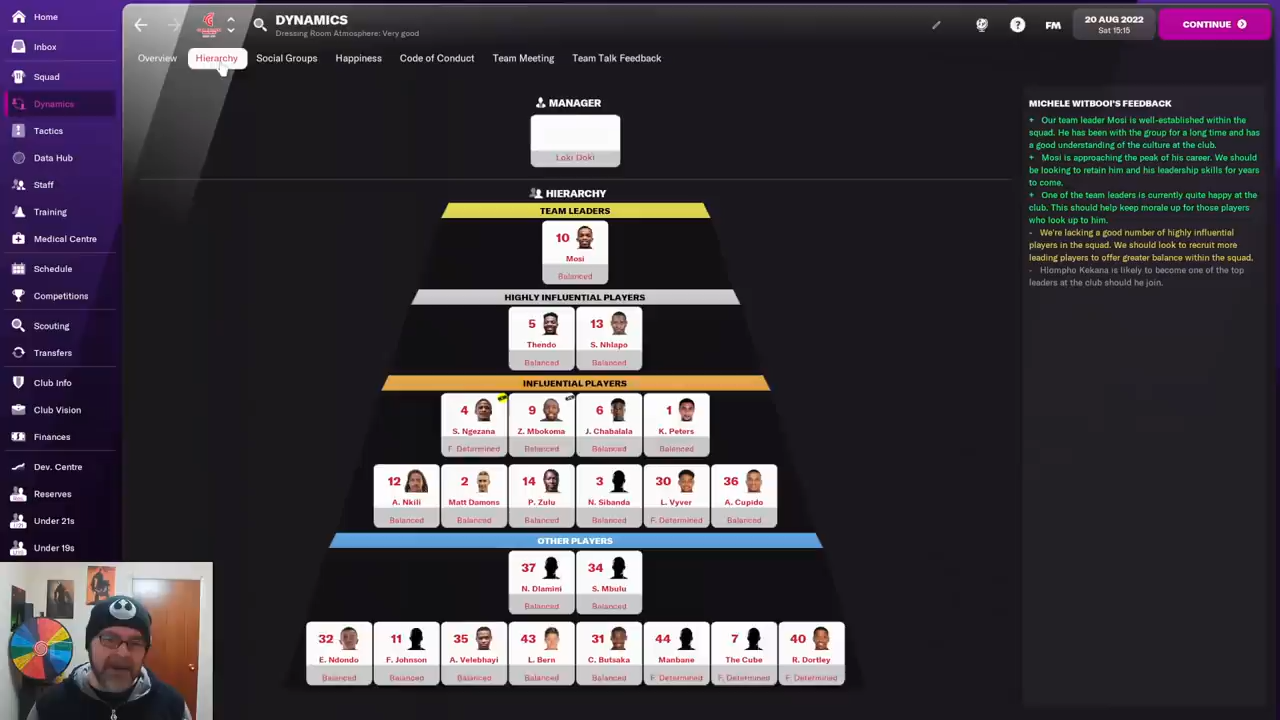 DYNAMICS
Dressing Room Atmosphere: Very good
FM
20 AUG 2022
Sat 15:15
CONTINUE
Home
Inbox
Squad
Dynamics
Tactics
Data Hub
Staff
Training
Medical Centre
Schedule
Competitions
Scouting
Transfers
Club Info
Club Vision
Finances
Dev. Centre
Reserves
Under 21s
Under 19s
Overview
Hierarchy
Social Groups
Happiness
Code of Conduct
Team Meeting
Team Talk Feedback
MANAGER
Loki Doki
HIERARCHY
TEAM LEADERS
10
Mosi
Balanced
HIGHLY INFLUENTIAL PLAYERS
5 13
Thendo S. Nhlapo
Balanced Balanced
INFLUENTIAL PLAYERS
4 9 6 1
S. Ngezana Z. Mbokoma J. Chabalala K. Peters
F. Determined Balanced Balanced Balanced
12 2 14 3 30 36
A. Nkili Matt Damons P. Zulu N. Sibanda L. Vyver A. Cupido
Balanced Balanced Balanced Balanced F. Determined Balanced
OTHER PLAYERS
37 34
N. Dlamini S. Mbulu
Balanced Balanced
32 11 35 43 31 44 7 40
E. Ndondo F. Johnson A. Velebhayi L. Bern C. Butsaka Manbane The Cube R. Dortley
Balanced Balanced Balanced Balanced Balanced F. Determined F. Determined F. Determined
MICHELE WITBOOI'S FEEDBACK
+ Our team leader Mosi is well-established within the
squad. He has been with the group for a long time and has
a good understanding of the culture at the club.
+ Mosi is approaching the peak of his career. We should
be looking to retain him and his leadership skills for years
to come.
+ One of the team leaders is currently quite happy at the
club. This should help keep morale up for those players
who look up to him.
- We're lacking a good number of highly influential
players in the squad. We should look to recruit more
leading players to offer greater balance within the squad.
- Hlompho Kekana is likely to become one of the top
leaders at the club should he join.